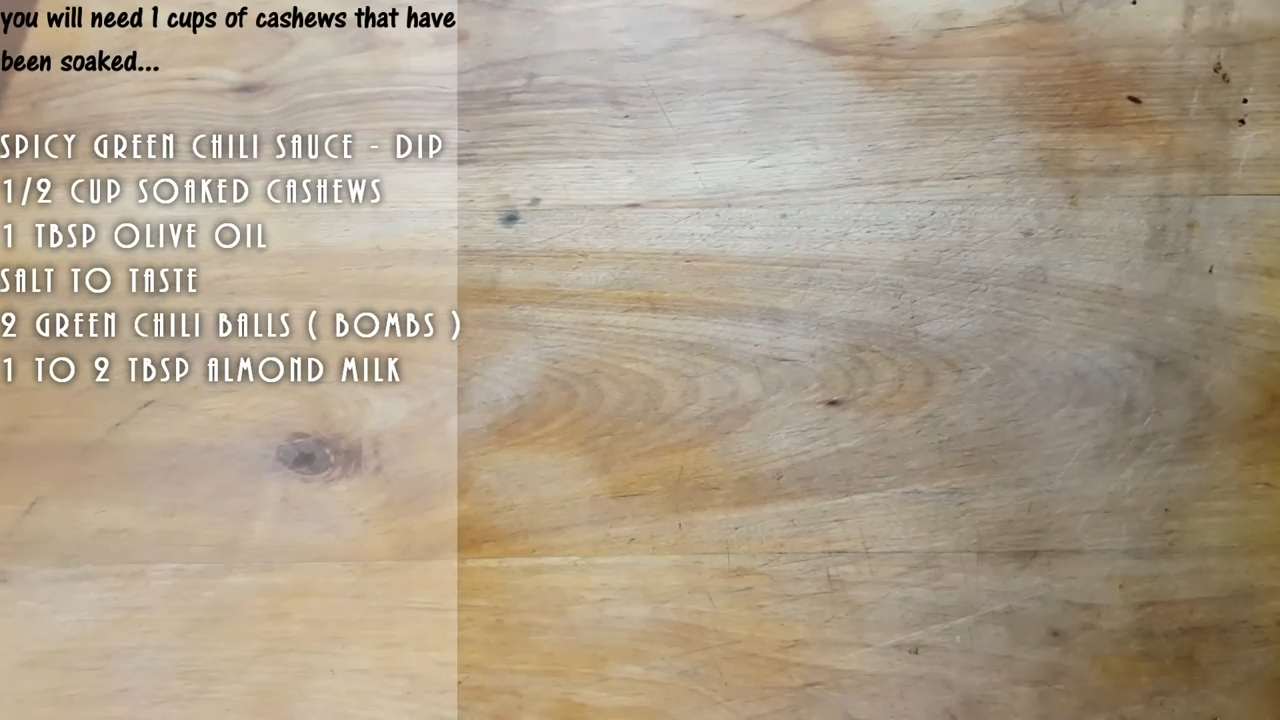 you will need 1 cups of cashews that have
been soaked...
SPICY GREEN CHILI SAUCE - DIP
1/2 CUP SOAKED CASHEWS
1 TBSP OLIVE OIL
SALT TO TASTE
2 GREEN CHILI BALLS ( BOMBS )
1 TO 2 TBSP ALMOND MILK